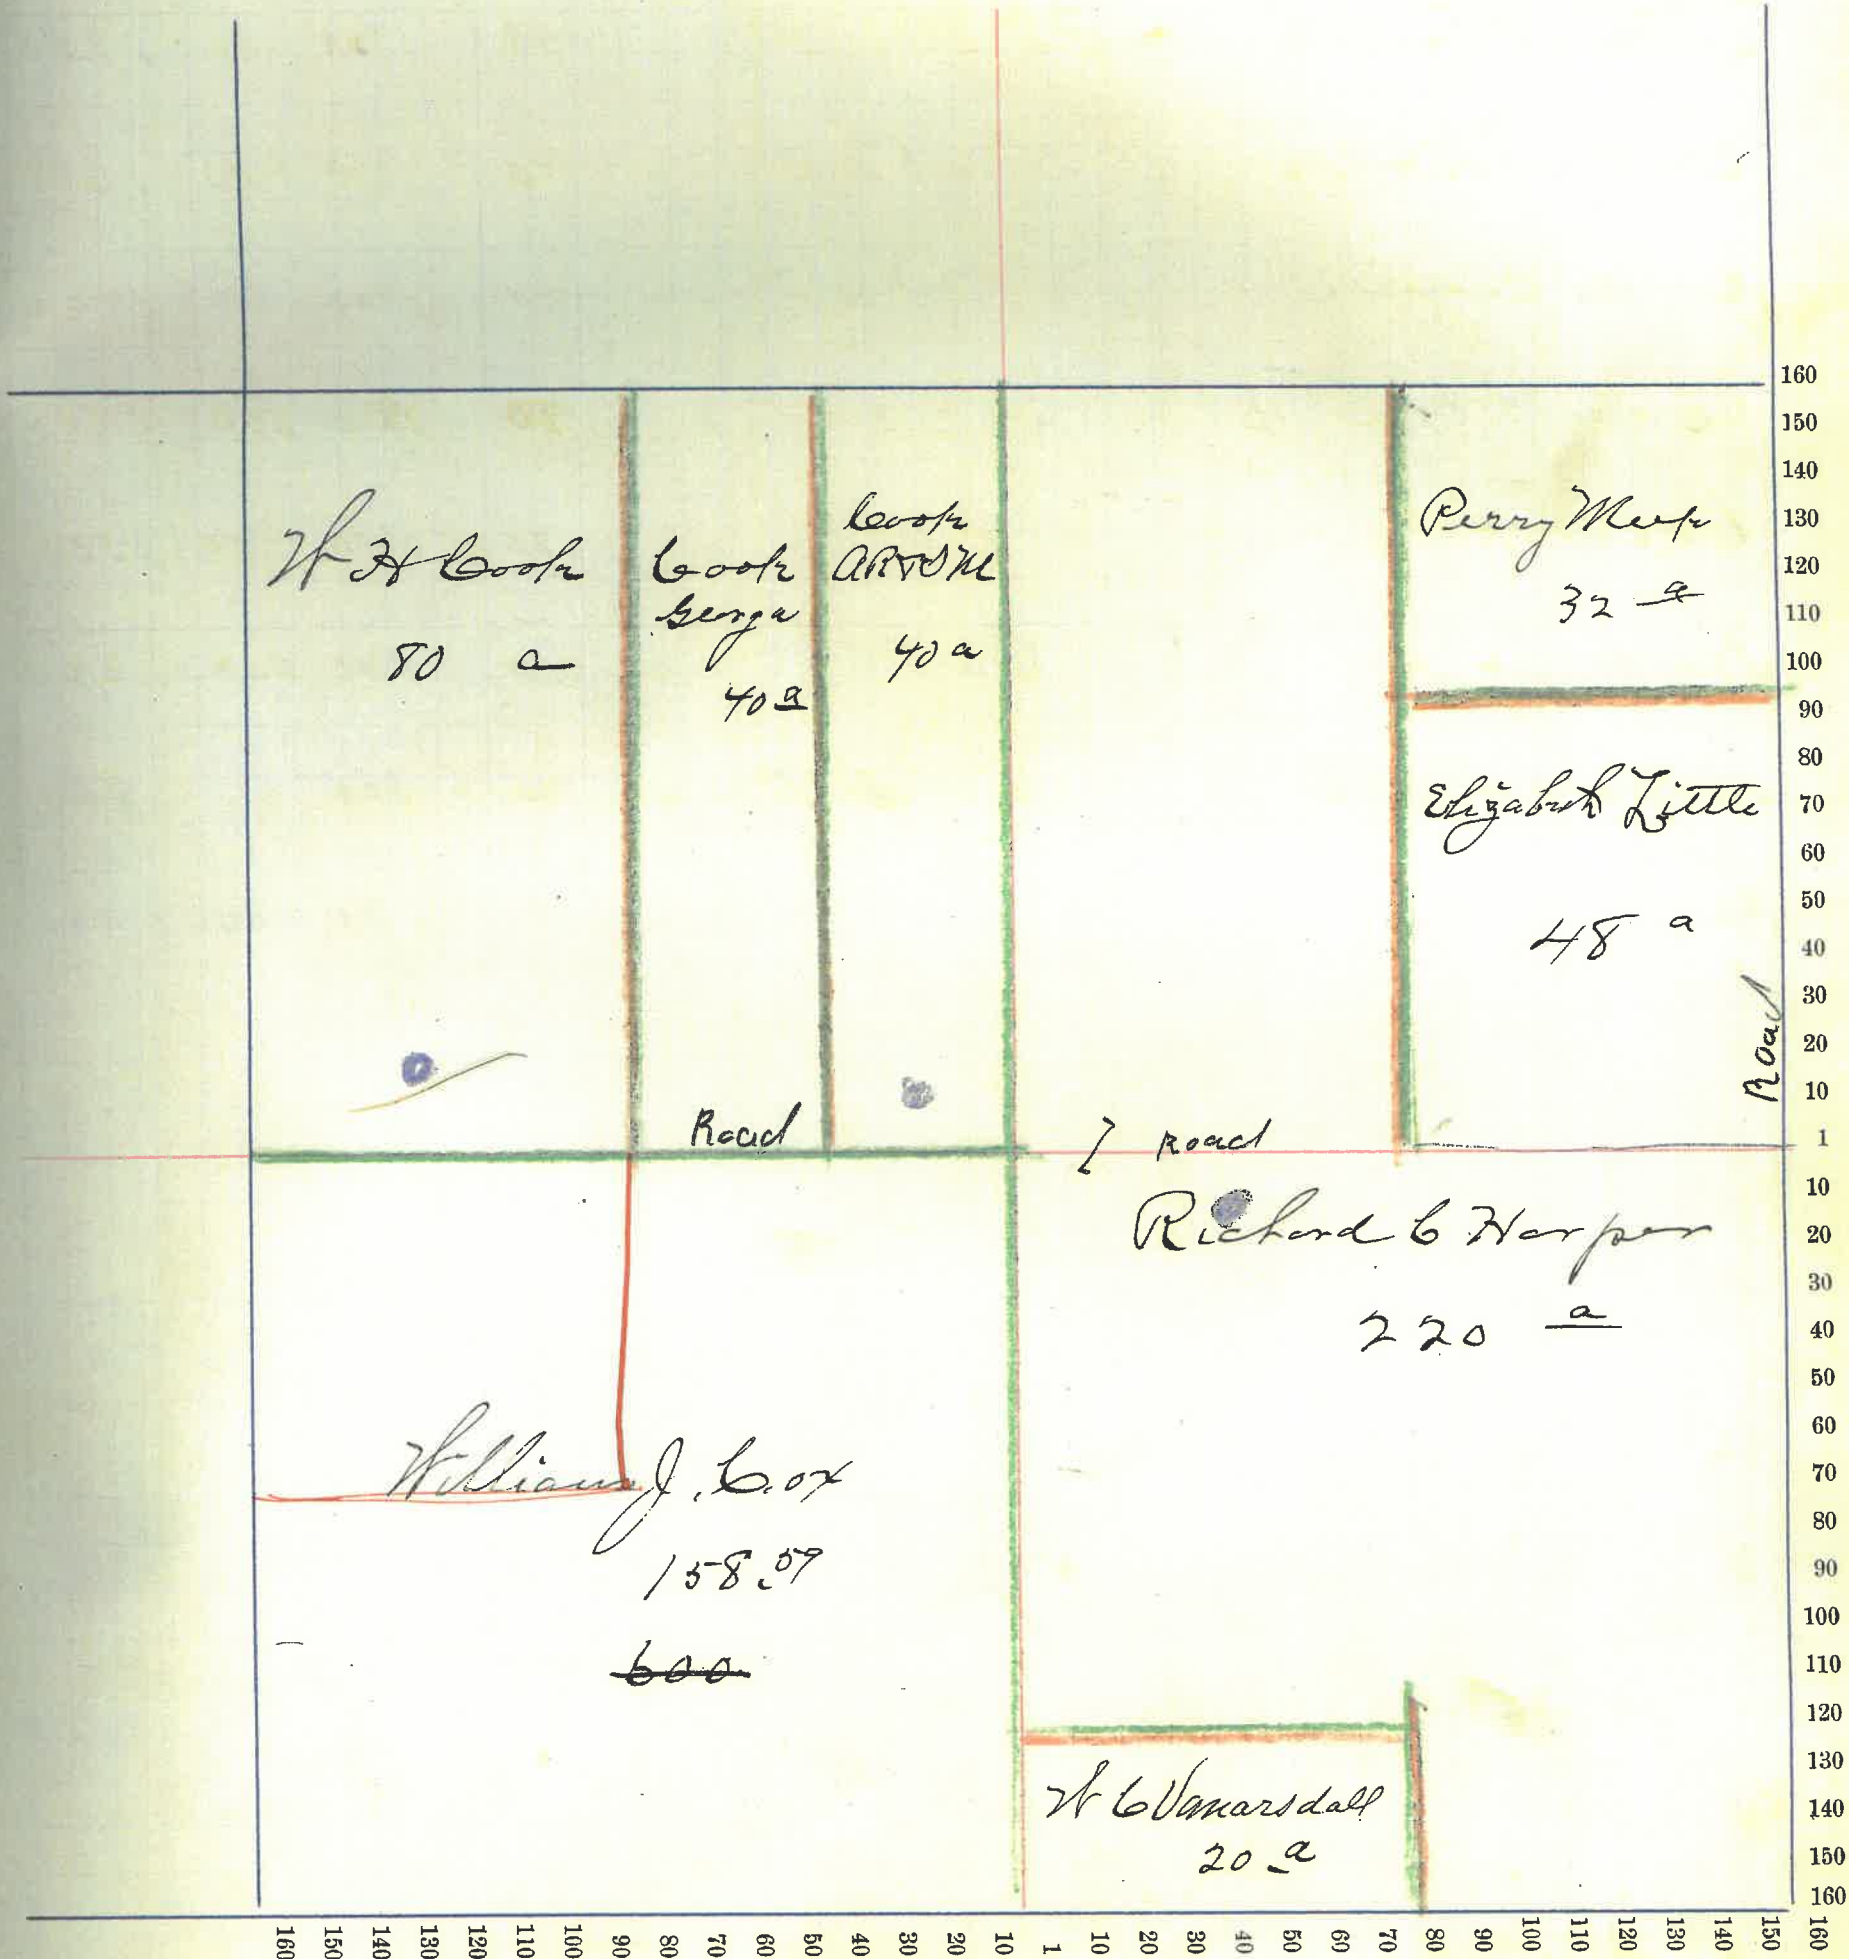 W H Cook
80 a
Cook
George
40 a
Cook
40 a
Perry Meek
32 a
Elizabeth Little
48 a
Road
Road
Road
Richard C Harper
220 a
William J. Cox
158.59
600
W C Vanarsdall
20 a
160
150
140
130
120
110
100
90
80
70
60
50
40
30
20
10
1
10
20
30
40
50
60
70
80
90
100
110
120
130
140
150
160
160 150 140 130 120 110 100 90 80 70 60 50 40 30 20 10 1 10 20 30 40 50 60 70 80 90 100 110 120 130 140 150 160